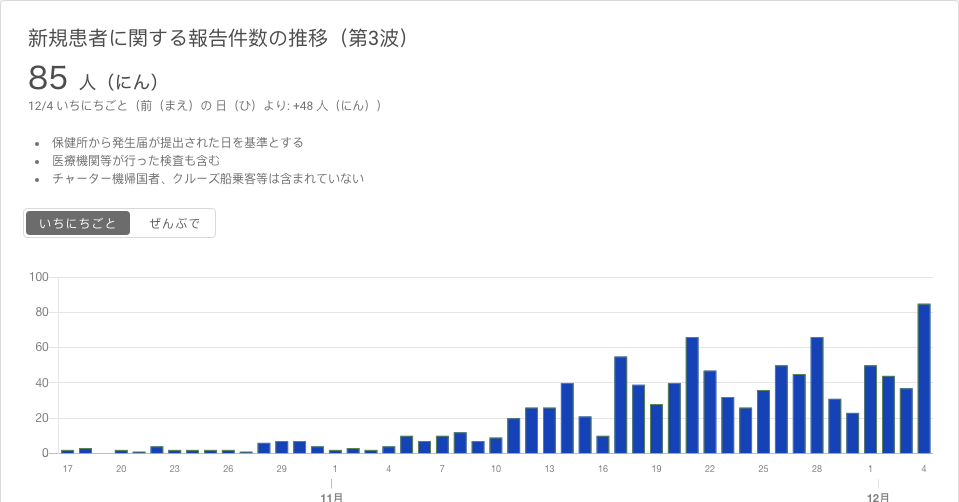 新規患者に関する報告件数の推移（第3波）
85 人（にん）
12/4 いちにちごと（前（まえ）の 日（ひ）より: +48 人（にん））
• 保健所から発生届が提出された日を基準とする
• 医療機関等が行った検査も含む
• チャーター機帰国者、クルーズ船乗客等は含まれていない
いちにちごと ぜんぶで
100
80
60
40
20
0
17 20 23 26 29 1 4 7 10 13 16 19 22 25 28 1 4
11月 12月